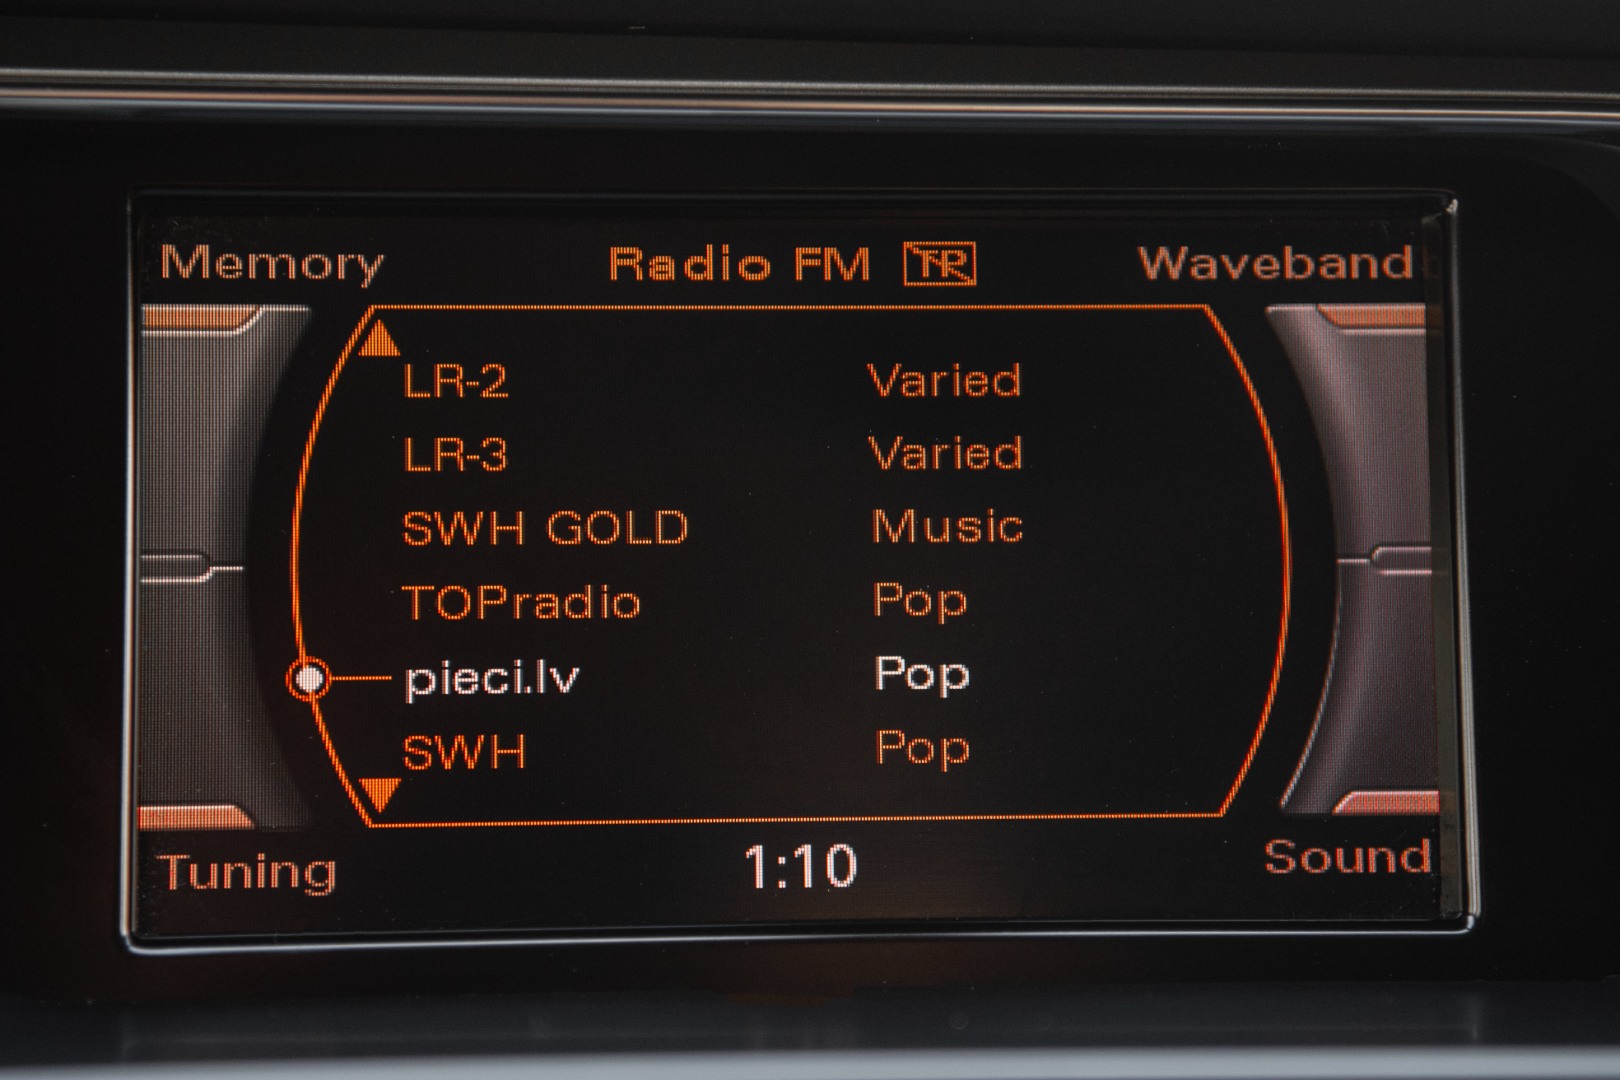 Memory Radio FM TP Waveband
LR-2 Varied
LR-3 Varied
SWH GOLD Music
TOPradio Pop
pieci.lv Pop
SWH Pop
Tuning 1:10 Sound